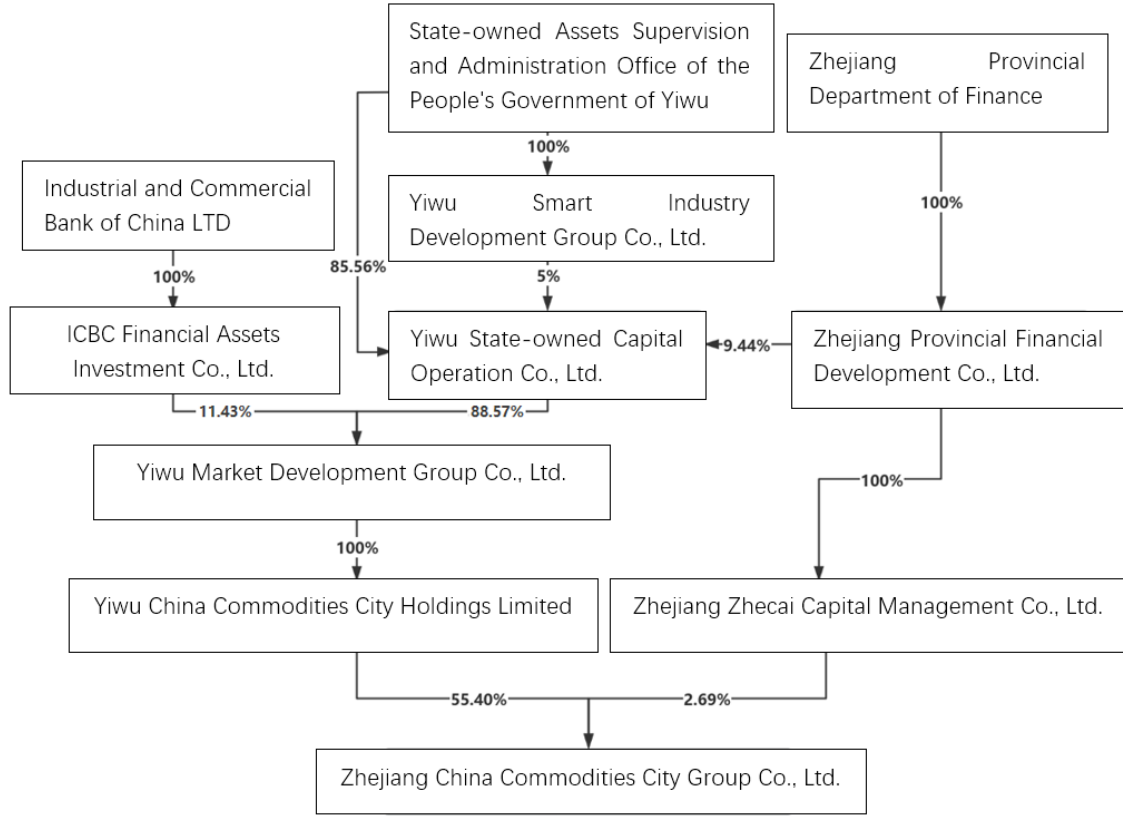 State-owned Assets Supervision
and Administration Office of the
People's Government of Yiwu
Zhejiang Provincial
Department of Finance
100%
Industrial and Commercial
Bank of China LTD
Yiwu Smart Industry
Development Group Co., Ltd.
100%
85.56%
100%
5%
ICBC Financial Assets
Investment Co., Ltd.
Yiwu State-owned Capital
Operation Co., Ltd.
9.44%
Zhejiang Provincial Financial
Development Co., Ltd.
11.43%
88.57%
Yiwu Market Development Group Co., Ltd.
100%
100%
Yiwu China Commodities City Holdings Limited
Zhejiang Zhecai Capital Management Co., Ltd.
55.40%
2.69%
Zhejiang China Commodities City Group Co., Ltd.